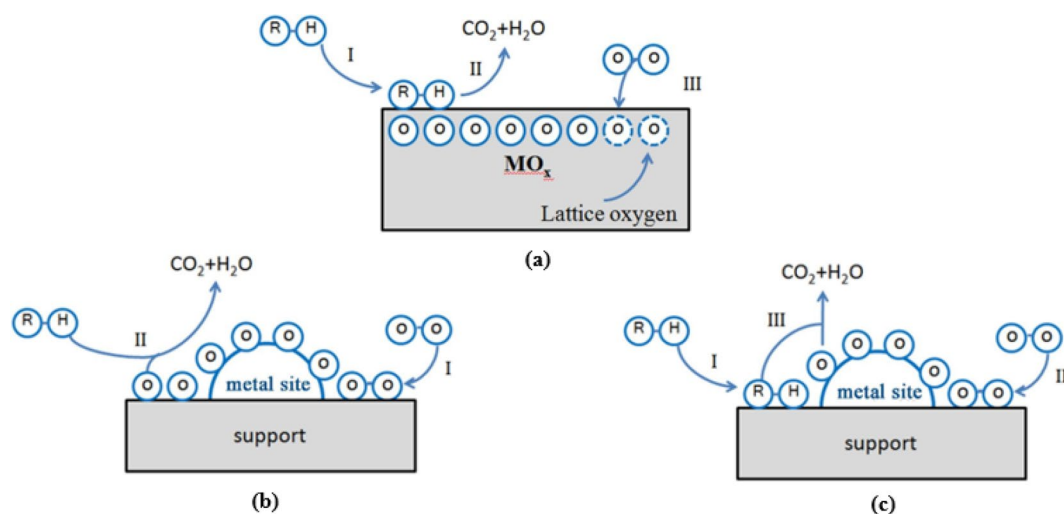 R H
I
CO₂+H₂O
II
O O
III
R H
O O O O O O O O
MOₓ
Lattice oxygen
(a)
CO₂+H₂O
R H
II
O O O O
O O
I
O O
metal site
O O
support
(b)
CO₂+H₂O
R H
I
III
O O O O
O O
II
R H
metal site
O O
support
(c)